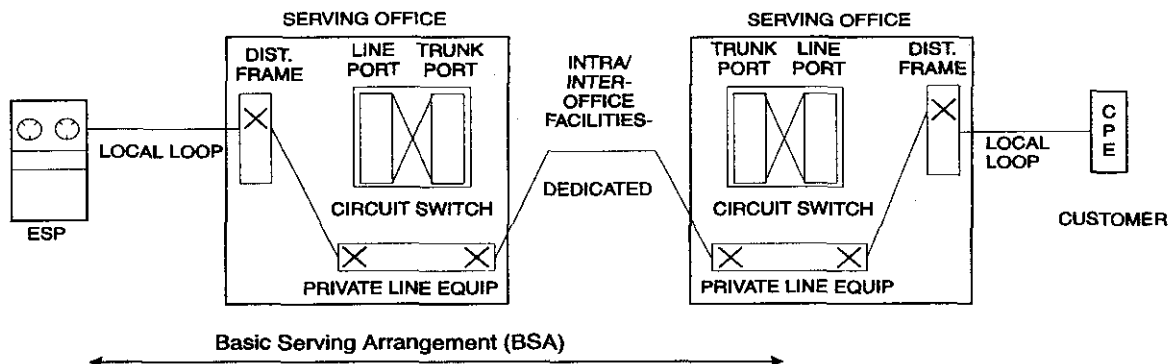 SERVING OFFICE
DIST.
FRAME
LINE
PORT
TRUNK
PORT
CIRCUIT SWITCH
PRIVATE LINE EQUIP
ESP
LOCAL LOOP
INTRA/
INTER-
OFFICE
FACILITIES-
DEDICATED
SERVING OFFICE
TRUNK
PORT
LINE
PORT
DIST.
FRAME
CIRCUIT SWITCH
PRIVATE LINE EQUIP
LOCAL
LOOP
C
P
E
CUSTOMER
Basic Serving Arrangement (BSA)